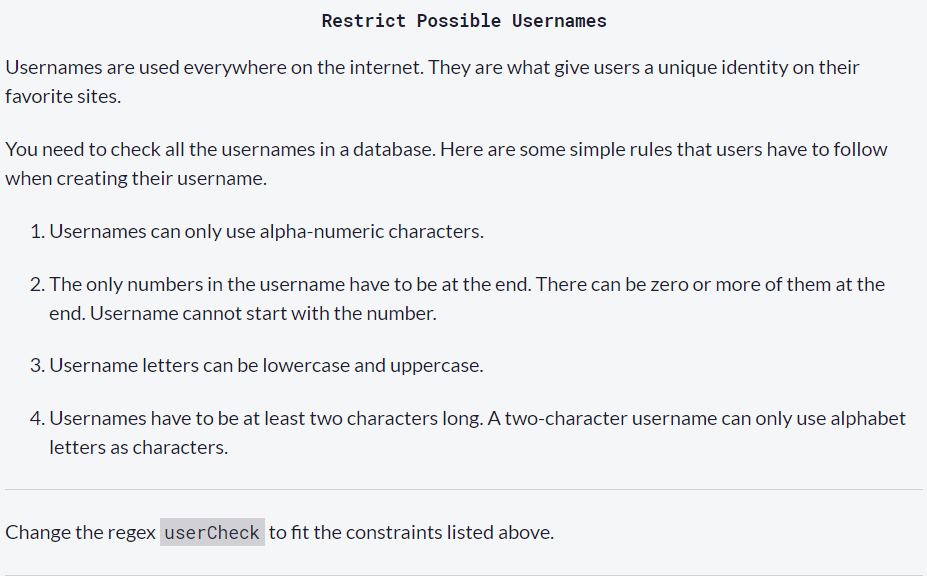 Restrict Possible Usernames
Usernames are used everywhere on the internet. They are what give users a unique identity on their
favorite sites.
You need to check all the usernames in a database. Here are some simple rules that users have to follow
when creating their username.
1. Usernames can only use alpha-numeric characters.
2. The only numbers in the username have to be at the end. There can be zero or more of them at the
end. Username cannot start with the number.
3. Username letters can be lowercase and uppercase.
4. Usernames have to be at least two characters long. A two-character username can only use alphabet
letters as characters.
Change the regex userCheck to fit the constraints listed above.